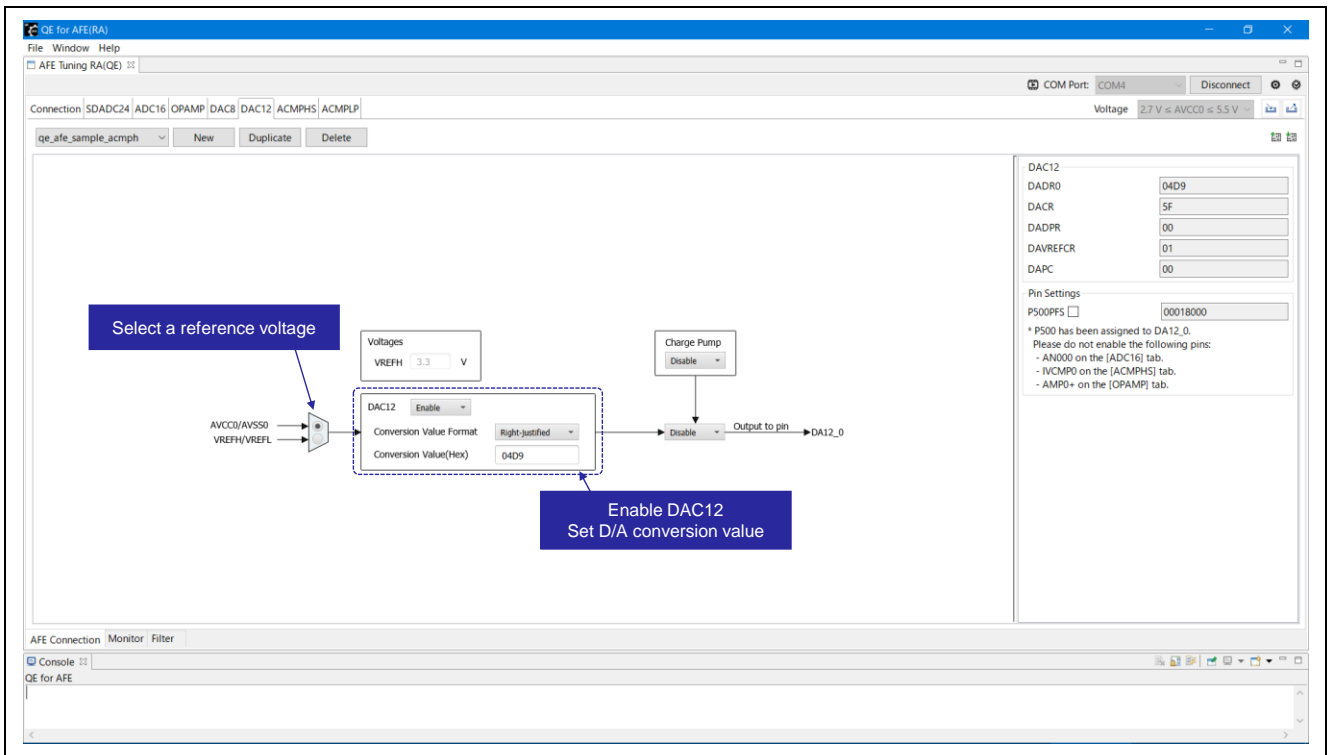 QE for AFE(RA)
File Window Help
AFE Tuning RA(QE)
COM Port: COM4 Disconnect
Connection SDADC24 ADC16 OPAMP DAC8 DAC12 ACMPHS ACMPLP
Voltage 2.7 V ≤ AVCC0 ≤ 5.5 V
qe_afe_sample_acmph New Duplicate Delete
DAC12
DADR0 04D9
DACR 5F
DADPR 00
DAVREFCR 01
DAPC 00
Pin Settings
P500PFS 00018000
* P500 has been assigned to DA12_0.
Please do not enable the following pins:
- AN000 on the [ADC16] tab.
- IVCMP0 on the [ACMPHS] tab.
- AMP0+ on the [OPAMP] tab.
Select a reference voltage
Voltages
VREFH 3.3 V
Charge Pump
Disable
DAC12 Enable
AVCC0/AVSS0
VREFH/VREFL
Conversion Value Format Right-justified
Conversion Value(Hex) 04D9
Disable Output to pin DA12_0
Enable DAC12
Set D/A conversion value
AFE Connection Monitor Filter
Console
QE for AFE